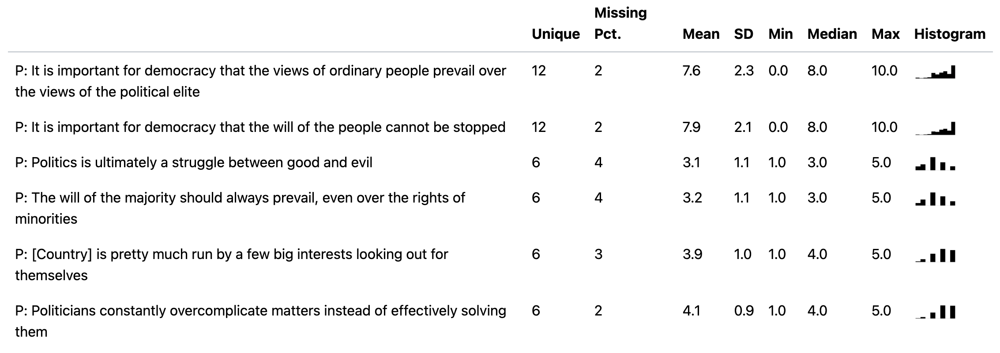 Missing
Unique Pct. Mean SD Min Median Max Histogram
P: It is important for democracy that the views of ordinary people prevail over 12 2 7.6 2.3 0.0 8.0 10.0
the views of the political elite
P: It is important for democracy that the will of the people cannot be stopped 12 2 7.9 2.1 0.0 8.0 10.0
P: Politics is ultimately a struggle between good and evil 6 4 3.1 1.1 1.0 3.0 5.0
P: The will of the majority should always prevail, even over the rights of 6 4 3.2 1.1 1.0 3.0 5.0
minorities
P: [Country] is pretty much run by a few big interests looking out for 6 3 3.9 1.0 1.0 4.0 5.0
themselves
P: Politicians constantly overcomplicate matters instead of effectively solving 6 2 4.1 0.9 1.0 4.0 5.0
them